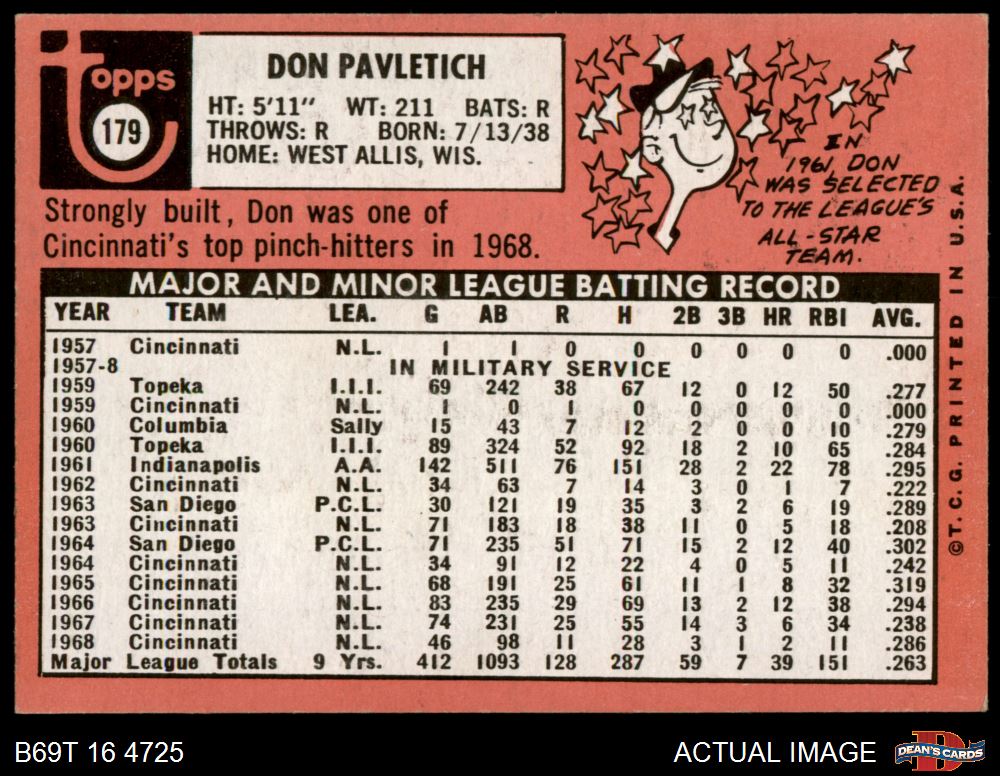 topps
179
DON PAVLETICH
HT: 5'11" WT: 211 BATS: R
THROWS: R BORN: 7/13/38
HOME: WEST ALLIS, WIS.
Strongly built, Don was one of
Cincinnati's top pinch-hitters in 1968.
IN
1961, DON
WAS SELECTED
TO THE LEAGUE'S
ALL-STAR
TEAM.
MAJOR AND MINOR LEAGUE BATTING RECORD
YEAR TEAM LEA. G AB R H 2B 3B HR RBI AVG.
1957 Cincinnati N.L. 1 1 0 0 0 0 0 0 .000
1957-8 IN MILITARY SERVICE
1959 Topeka I.I.I. 69 242 38 67 12 0 12 50 .277
1959 Cincinnati N.L. 1 0 1 0 0 0 0 0 .000
1960 Columbia Sally 15 43 7 12 2 0 0 10 .279
1960 Topeka I.I.I. 89 324 52 92 18 2 10 65 .284
1961 Indianapolis A.A. 142 511 76 151 28 2 22 78 .295
1962 Cincinnati N.L. 34 63 7 14 3 0 1 7 .222
1963 San Diego P.C.L. 30 121 19 35 3 2 6 19 .289
1963 Cincinnati N.L. 71 183 18 38 11 0 5 18 .208
1964 San Diego P.C.L. 71 235 51 71 15 2 12 40 .302
1964 Cincinnati N.L. 34 91 12 22 4 0 5 11 .242
1965 Cincinnati N.L. 68 191 25 61 11 1 8 32 .319
1966 Cincinnati N.L. 83 235 29 69 13 2 12 38 .294
1967 Cincinnati N.L. 74 231 25 55 14 3 6 34 .238
1968 Cincinnati N.L. 46 98 11 28 3 1 2 11 .286
Major League Totals 9 Yrs. 412 1093 128 287 59 7 39 151 .263
©T.C.G. PRINTED IN U.S.A.
B69T 16 4725
ACTUAL IMAGE
DEAN'S CARDS